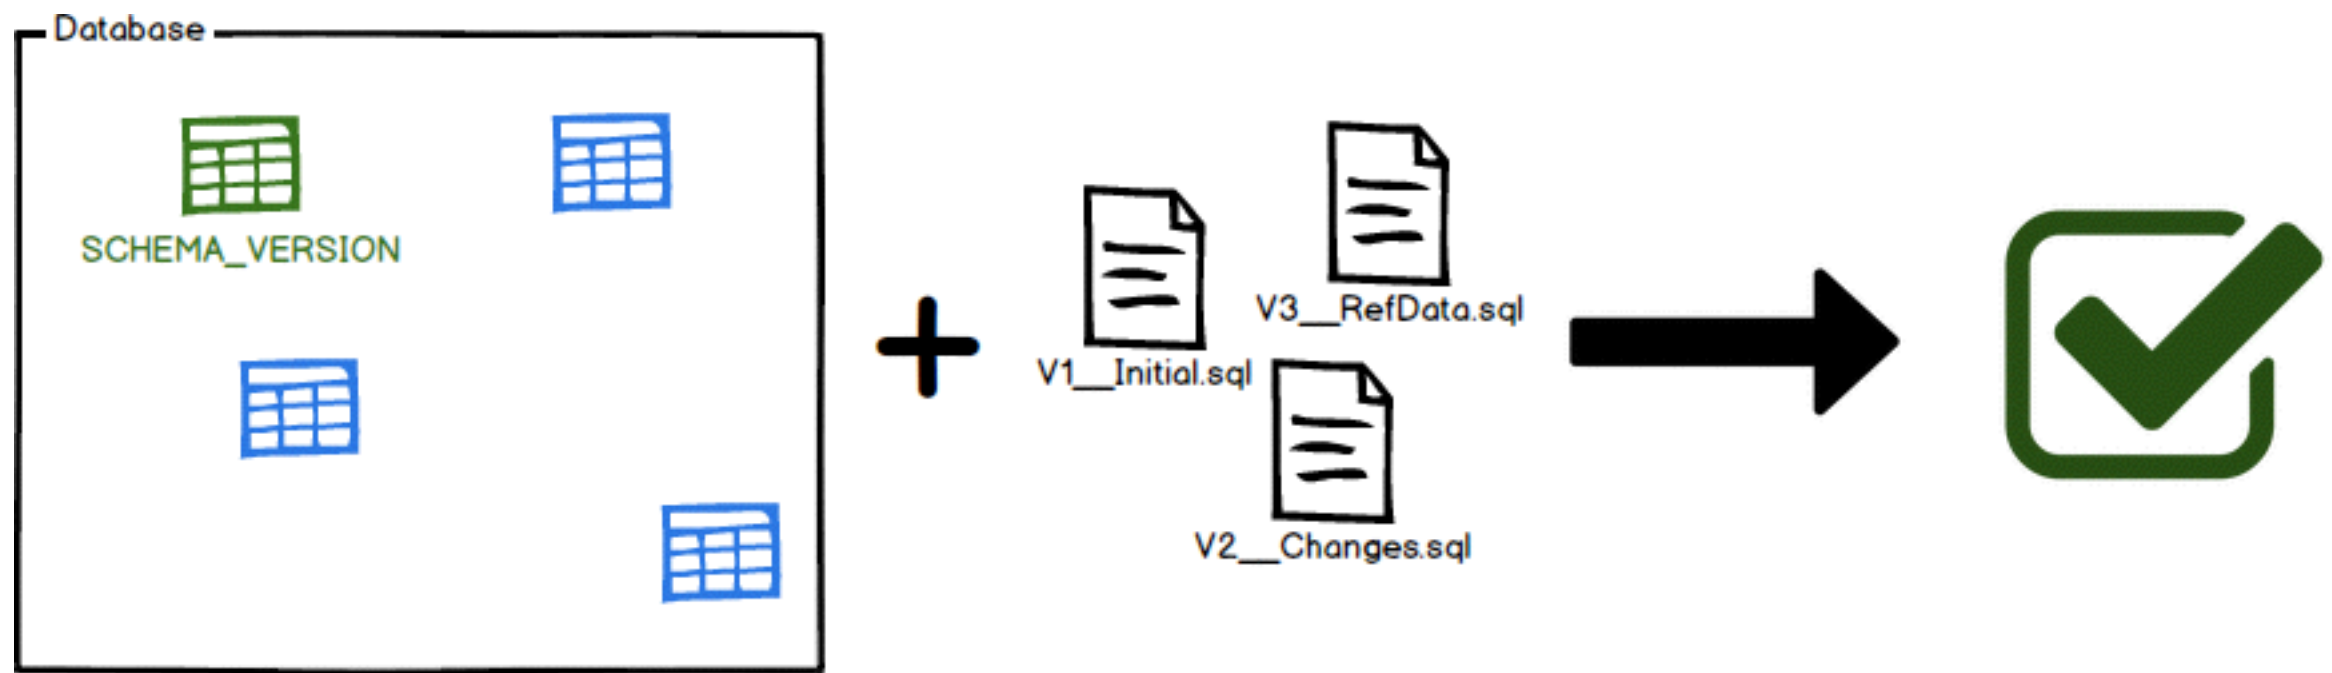 Database
SCHEMA_VERSION
V3__RefData.sql
V1__Initial.sql
V2__Changes.sql